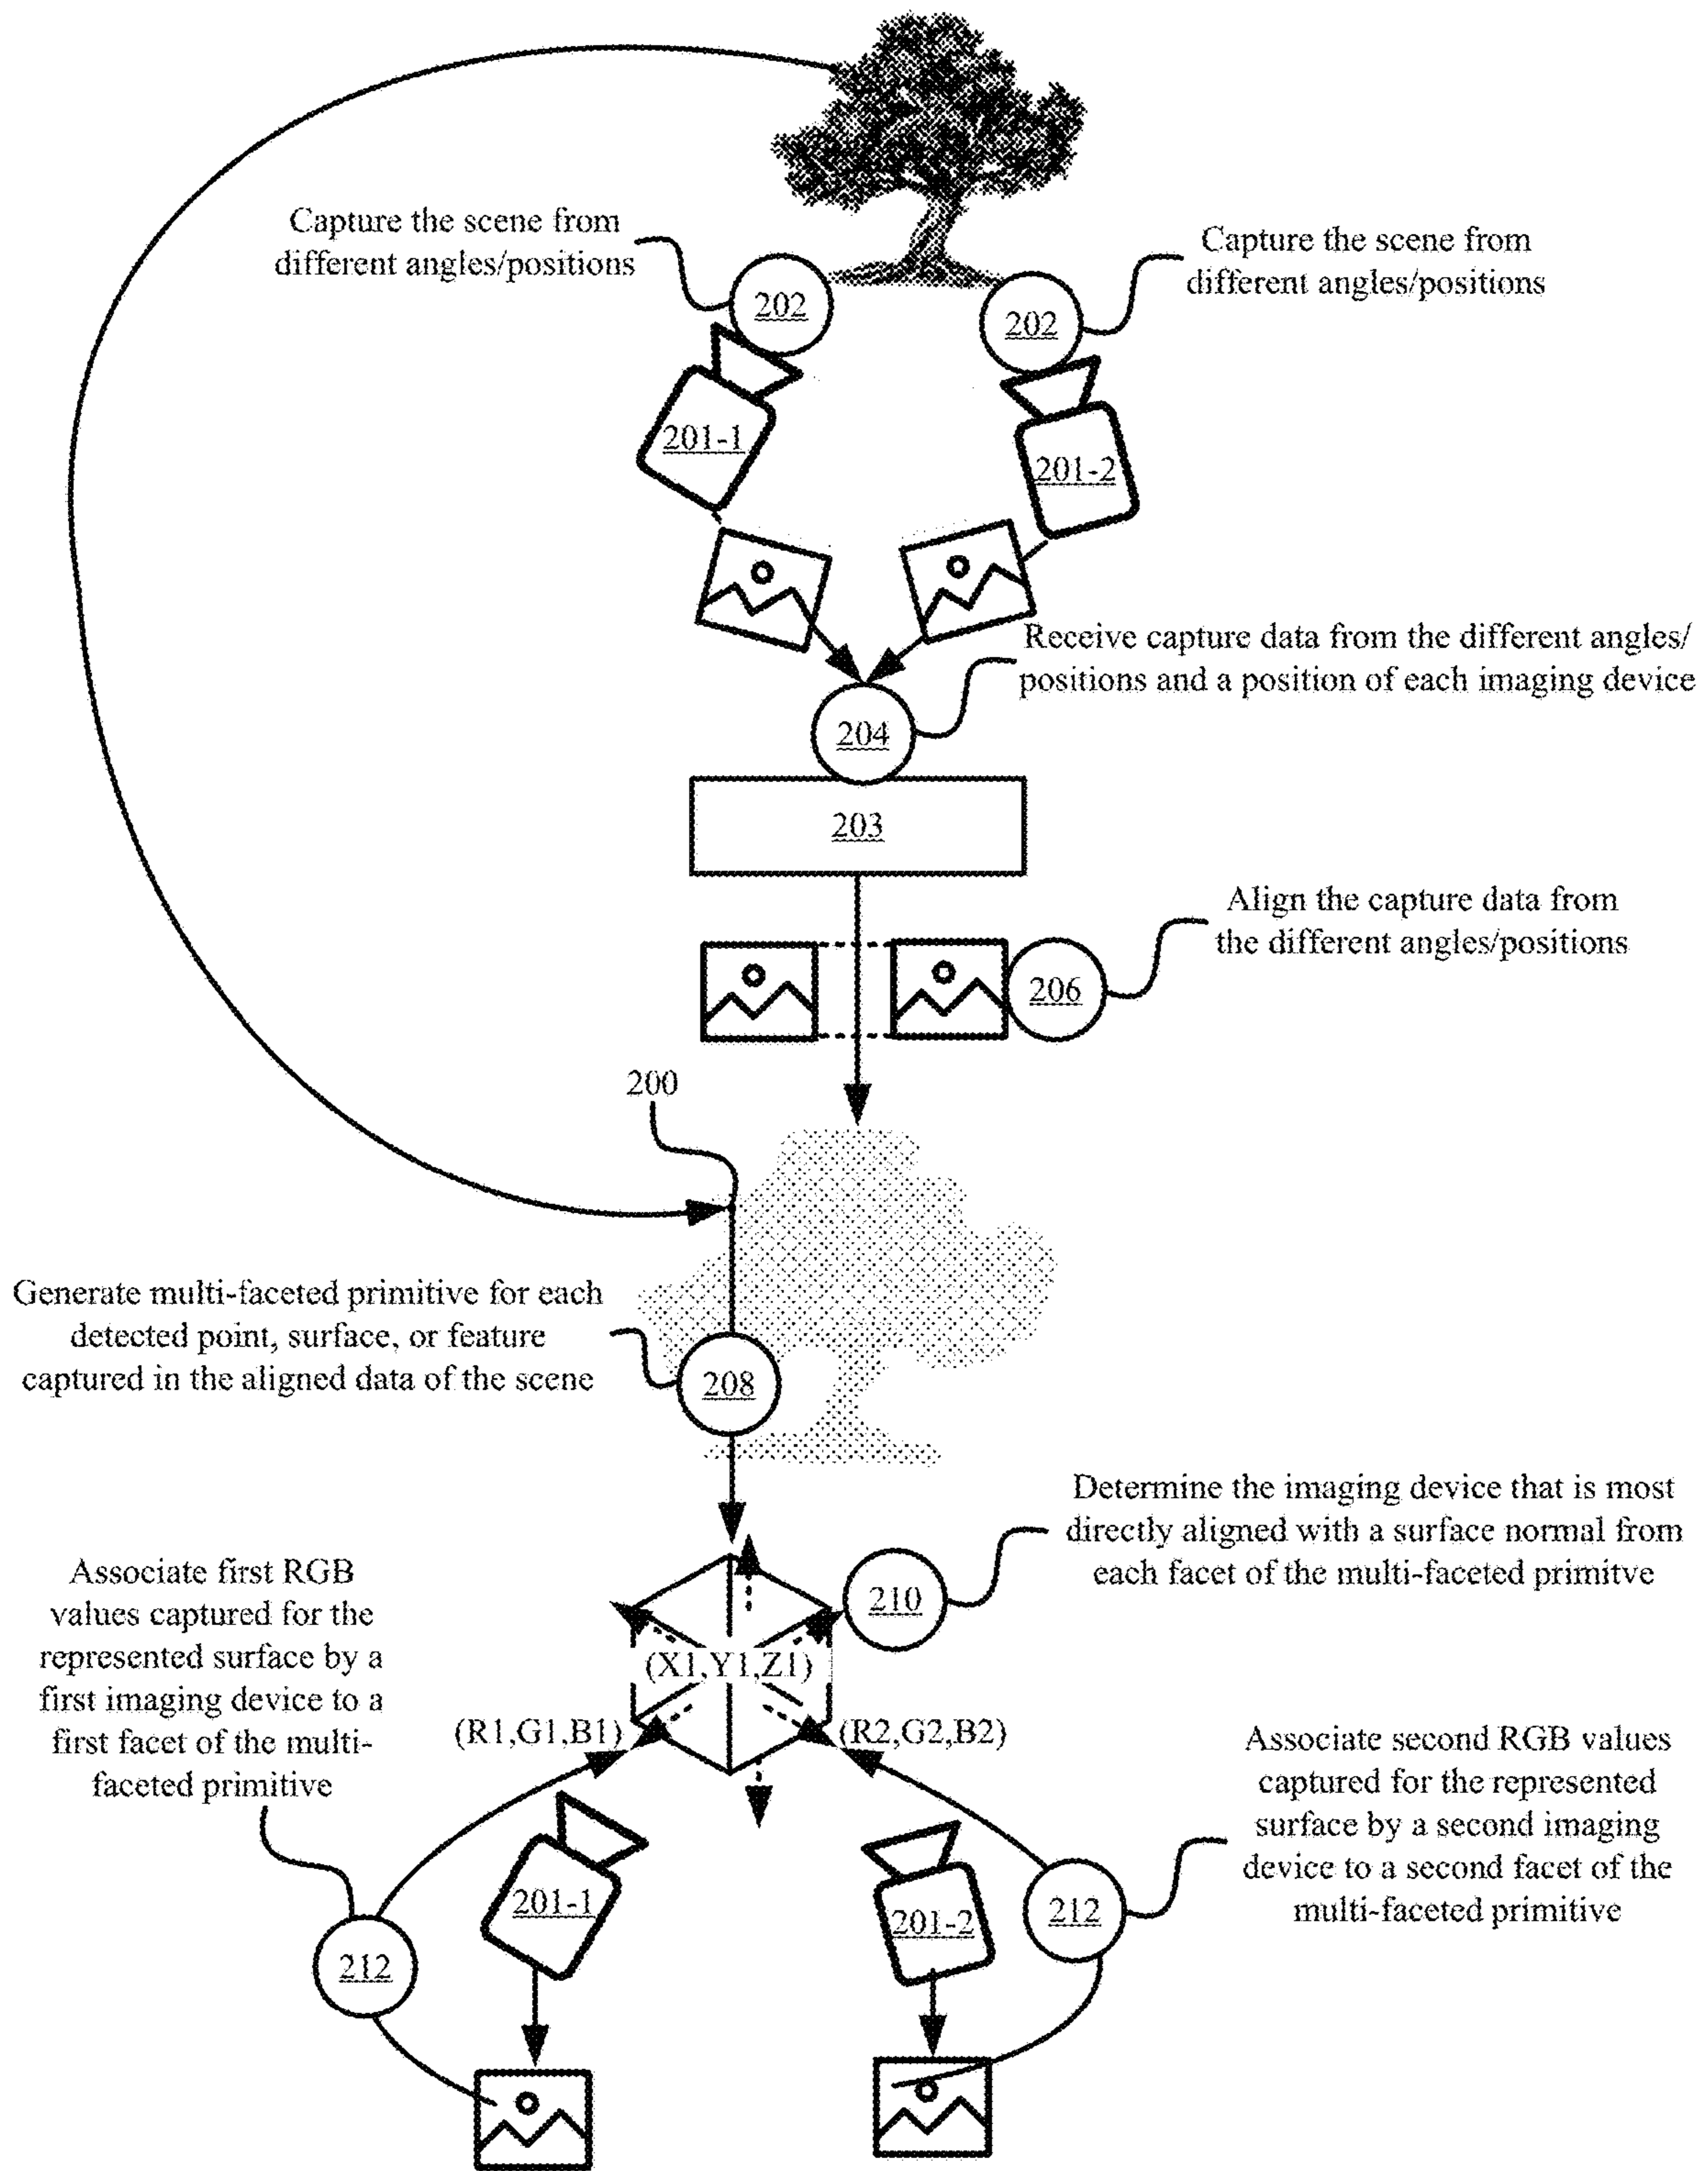 Capture the scene from
different angles/positions
Capture the scene from
different angles/positions
202
202
201-1
201-2
Receive capture data from the different angles/
positions and a position of each imaging device
204
203
Align the capture data from
the different angles/positions
206
200
Generate multi-faceted primitive for each
detected point, surface, or feature
captured in the aligned data of the scene
208
Determine the imaging device that is most
directly aligned with a surface normal from
each facet of the multi-faceted primitve
210
Associate first RGB
values captured for the
represented surface by a
first imaging device to a
first facet of the multi-
faceted primitive
(X1,Y1,Z1)
(R1,G1,B1)
(R2,G2,B2)
Associate second RGB values
captured for the represented
surface by a second imaging
device to a second facet of the
multi-faceted primitive
201-1
201-2
212
212